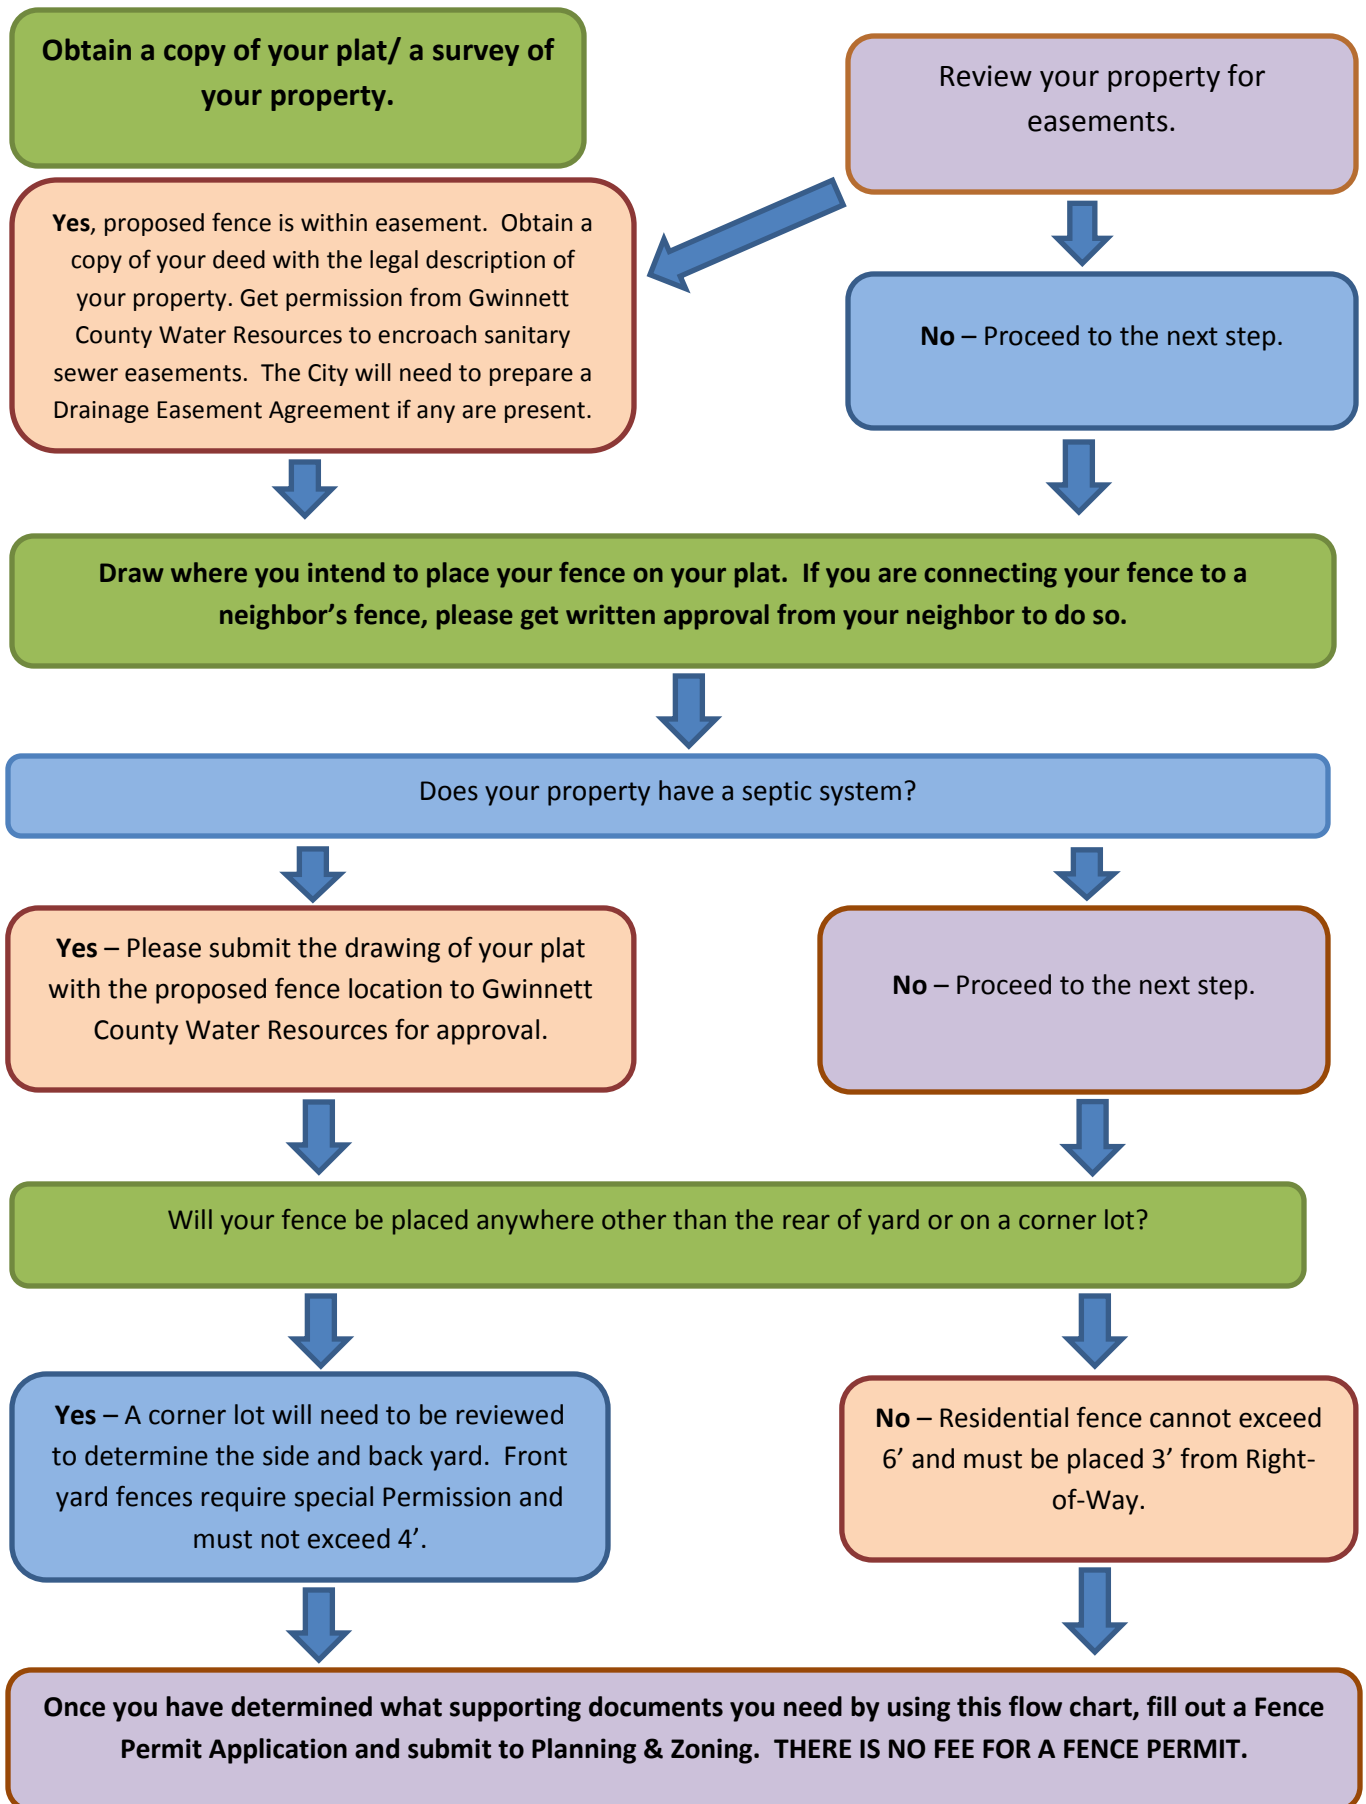 Obtain a copy of your plat/ a survey of
your property.
Review your property for
easements.
Yes, proposed fence is within easement.  Obtain a
copy of your deed with the legal description of
your property. Get permission from Gwinnett
County Water Resources to encroach sanitary
sewer easements.  The City will need to prepare a
Drainage Easement Agreement if any are present.
No – Proceed to the next step.
Draw where you intend to place your fence on your plat.  If you are connecting your fence to a
neighbor’s fence, please get written approval from your neighbor to do so.
Does your property have a septic system?
Yes – Please submit the drawing of your plat
with the proposed fence location to Gwinnett
County Water Resources for approval.
No – Proceed to the next step.
Will your fence be placed anywhere other than the rear of yard or on a corner lot?
Yes – A corner lot will need to be reviewed
to determine the side and back yard.  Front
yard fences require special Permission and
must not exceed 4’.
No – Residential fence cannot exceed
6’ and must be placed 3’ from Right-
of-Way.
Once you have determined what supporting documents you need by using this flow chart, fill out a Fence
Permit Application and submit to Planning & Zoning.  THERE IS NO FEE FOR A FENCE PERMIT.